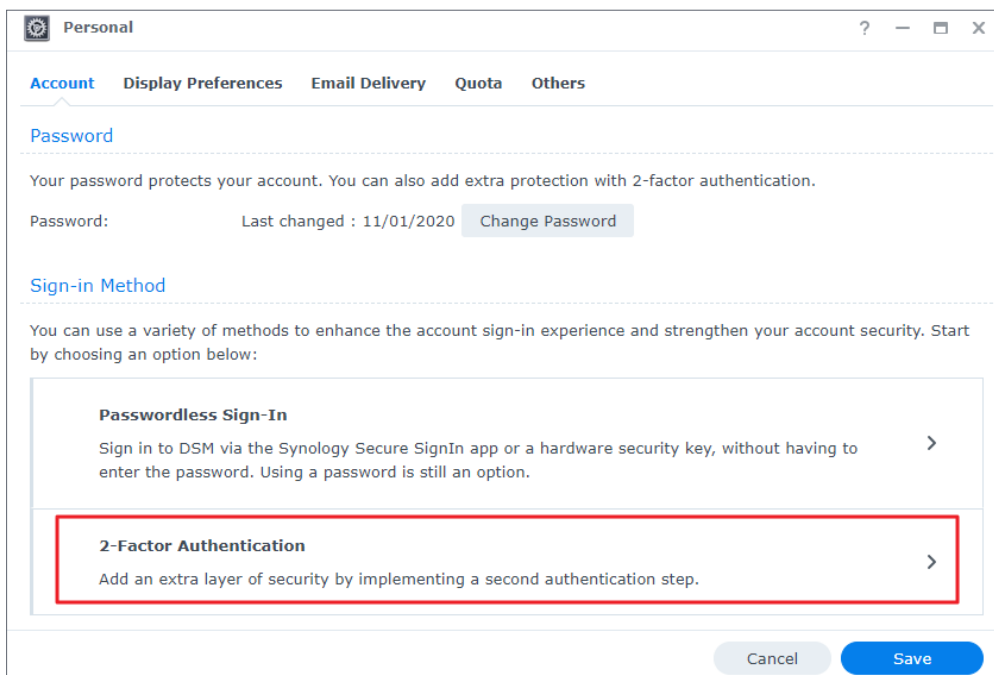 Personal
Account Display Preferences Email Delivery Quota Others
Password
Your password protects your account. You can also add extra protection with 2-factor authentication.
Password: Last changed : 11/01/2020 Change Password
Sign-in Method
You can use a variety of methods to enhance the account sign-in experience and strengthen your account security. Start
by choosing an option below:
Passwordless Sign-In
Sign in to DSM via the Synology Secure SignIn app or a hardware security key, without having to
enter the password. Using a password is still an option.
2-Factor Authentication
Add an extra layer of security by implementing a second authentication step.
Cancel Save